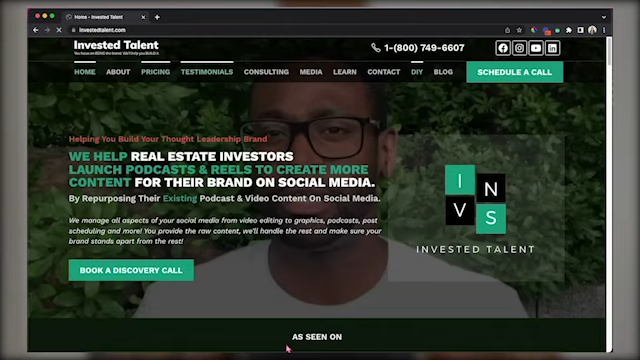 Home - Invested Talent
investedtalent.com
Invested Talent
1-(800) 749-6607
HOME ABOUT PRICING TESTIMONIALS CONSULTING MEDIA LEARN CONTACT DIY BLOG SCHEDULE A CALL
Helping You Build Your Thought Leadership Brand
WE HELP REAL ESTATE INVESTORS
LAUNCH PODCASTS & REELS TO CREATE MORE
CONTENT FOR THEIR BRAND ON SOCIAL MEDIA.
By Repurposing Their Existing Podcast & Video Content On Social Media.
We manage all aspects of your social media from video editing to graphics, podcasts, post
scheduling and more! You provide the raw content, we'll handle the rest and make sure your
brand stands apart from the rest!
BOOK A DISCOVERY CALL
I N
V S
INVESTED TALENT
AS SEEN ON